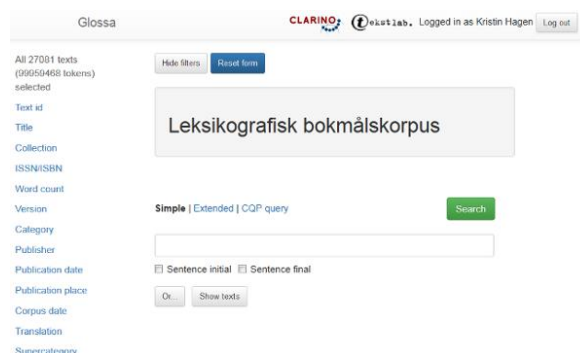 Glossa
CLARINO
tekstlab. Logged in as Kristin Hagen Log out
All 27081 texts
(99959468 tokens)
selected
Text id
Title
Collection
ISSN/ISBN
Word count
Version
Category
Publisher
Publication date
Publication place
Corpus date
Translation
Supercategory
Hide filters Reset form
Leksikografisk bokmålskorpus
Simple | Extended | CQP query
Search
Sentence initial Sentence final
Or... Show texts